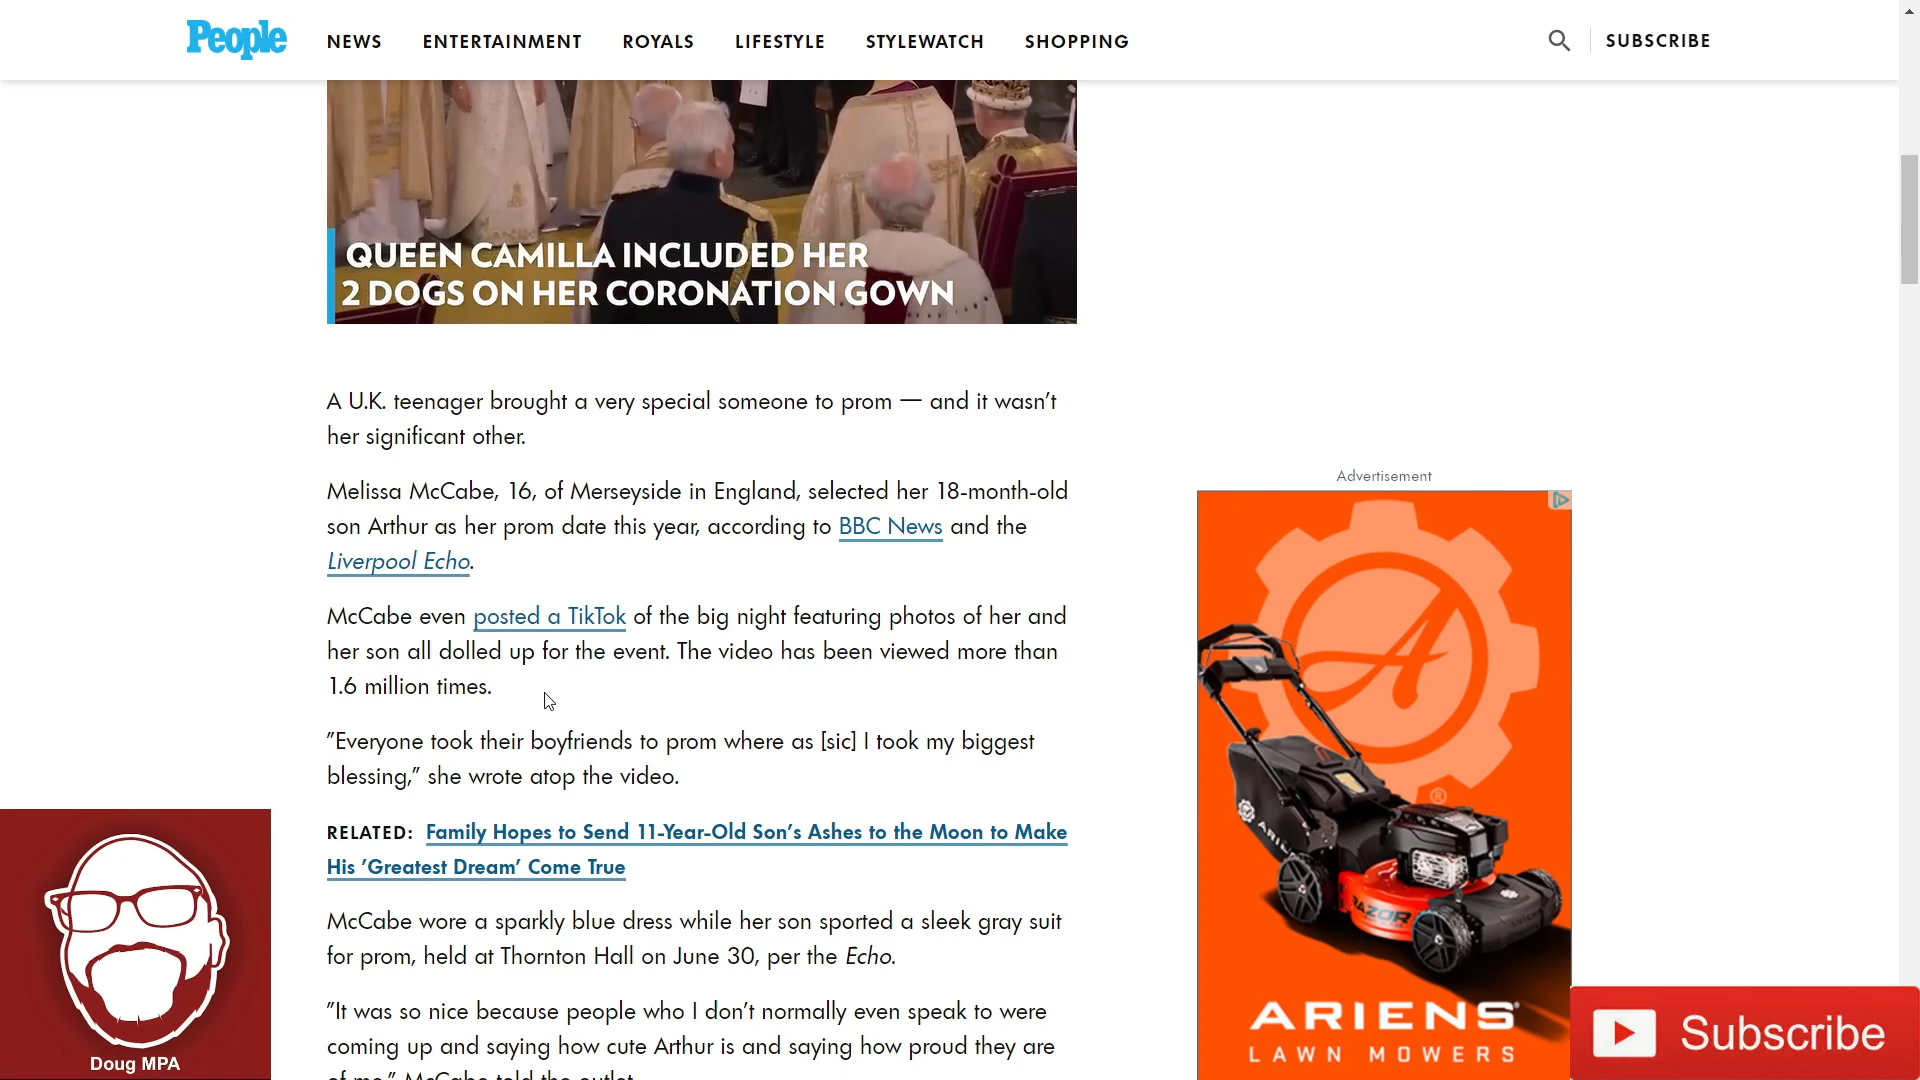 People
NEWS
ENTERTAINMENT
ROYALS
LIFESTYLE
STYLEWATCH
SHOPPING
SUBSCRIBE
QUEEN CAMILLA INCLUDED HER
2 DOGS ON HER CORONATION GOWN
A U.K. teenager brought a very special someone to prom — and it wasn't
her significant other.
Melissa McCabe, 16, of Merseyside in England, selected her 18-month-old
son Arthur as her prom date this year, according to BBC News and the
Liverpool Echo.
McCabe even posted a TikTok of the big night featuring photos of her and
her son all dolled up for the event. The video has been viewed more than
1.6 million times.
"Everyone took their boyfriends to prom where as [sic] I took my biggest
blessing," she wrote atop the video.
RELATED: Family Hopes to Send 11-Year-Old Son's Ashes to the Moon to Make
His 'Greatest Dream' Come True
McCabe wore a sparkly blue dress while her son sported a sleek gray suit
for prom, held at Thornton Hall on June 30, per the Echo.
"It was so nice because people who I don't normally even speak to were
coming up and saying how cute Arthur is and saying how proud they are
of me," McCabe told the outlet.
Advertisement
A
®
RAZOR
ARIENS®
LAWN MOWERS
Doug MPA
Subscribe